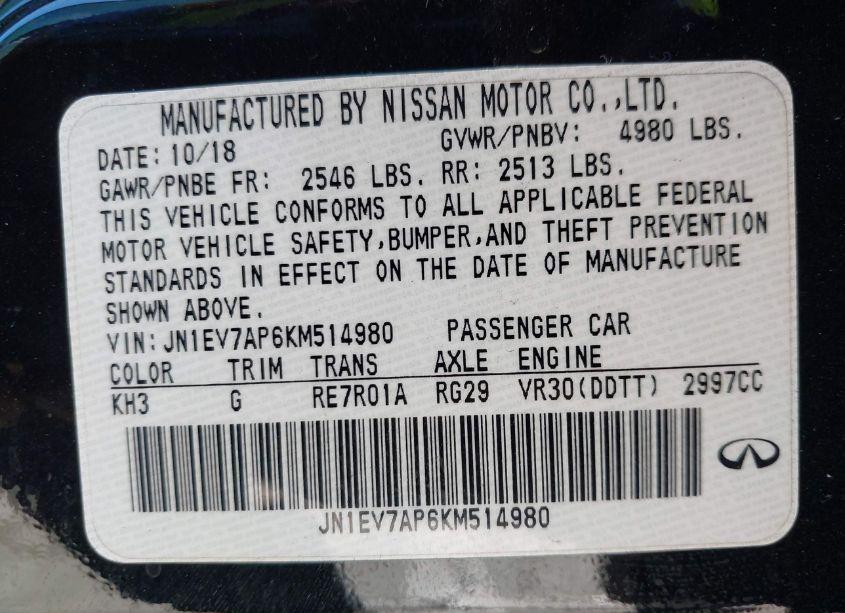 MANUFACTURED BY NISSAN MOTOR CO.,LTD.
DATE: 10/18 GVWR/PNBV: 4980 LBS.
GAWR/PNBE FR: 2546 LBS. RR: 2513 LBS.
THIS VEHICLE CONFORMS TO ALL APPLICABLE FEDERAL
MOTOR VEHICLE SAFETY,BUMPER,AND THEFT PREVENTION
STANDARDS IN EFFECT ON THE DATE OF MANUFACTURE
SHOWN ABOVE.
VIN:JN1EV7AP6KM514980 PASSENGER CAR
COLOR TRIM TRANS AXLE ENGINE
KH3 G RE7R01A RG29 VR30(DDTT) 2997CC
JN1EV7AP6KM514980